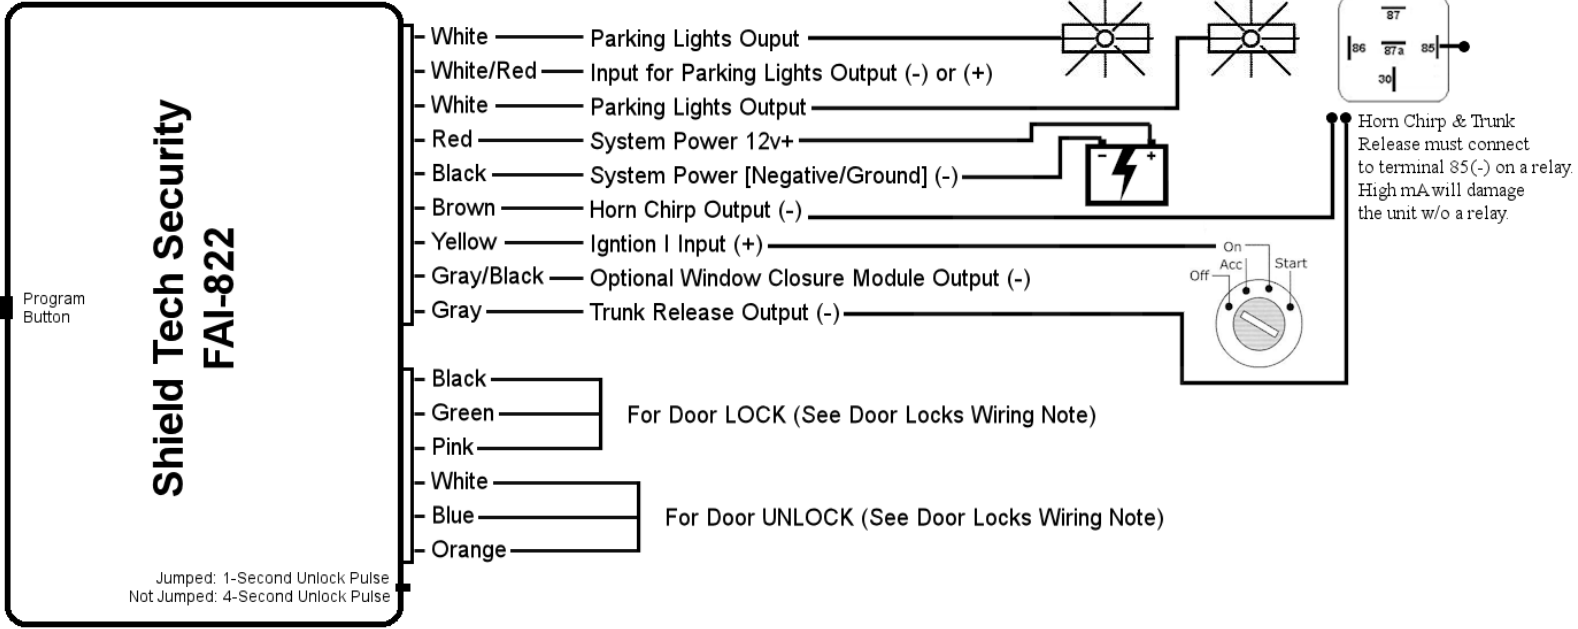 Shield Tech Security
FAI-822
Program
Button
White Parking Lights Ouput
White/Red Input for Parking Lights Output (-) or (+)
White Parking Lights Output
Red System Power 12v+
Black System Power [Negative/Ground] (-)
Brown Horn Chirp Output (-)
Yellow Igntion I Input (+)
Gray/Black Optional Window Closure Module Output (-)
Gray Trunk Release Output (-)
- +
87
86 87a 85
30
Horn Chirp & Trunk
Release must connect
to terminal 85(-) on a relay.
High mA will damage
the unit w/o a relay.
On
Acc
Off
Start
Black
Green
Pink
For Door LOCK (See Door Locks Wiring Note)
White
Blue
Orange
For Door UNLOCK (See Door Locks Wiring Note)
Jumped: 1-Second Unlock Pulse
Not Jumped: 4-Second Unlock Pulse